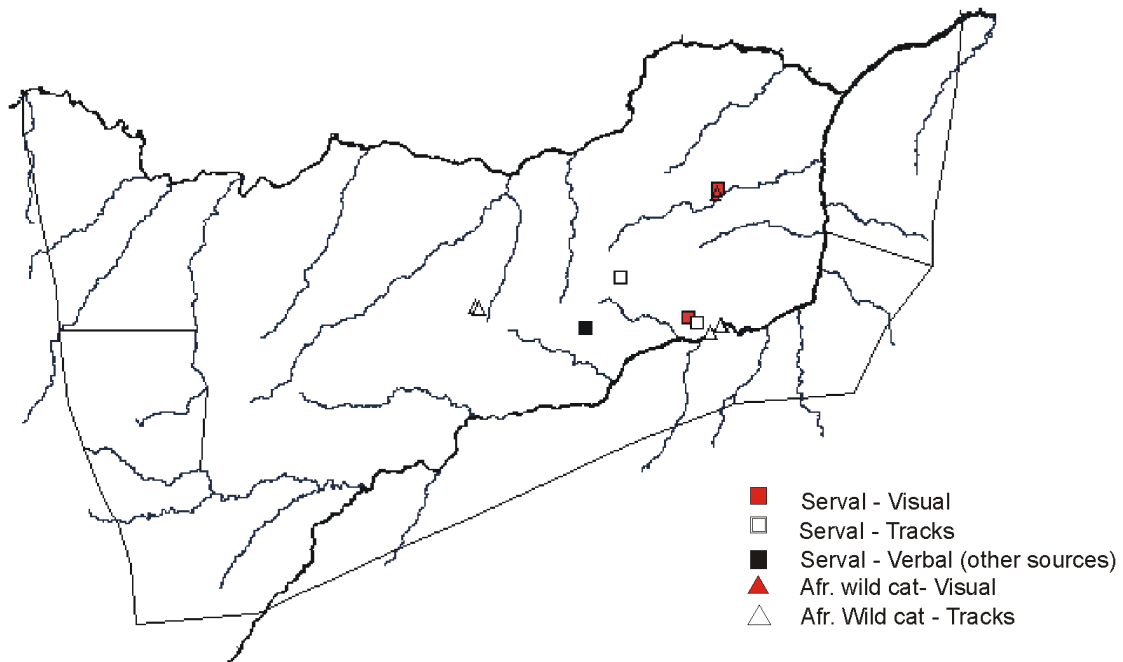 Serval - Visual
Serval - Tracks
Serval - Verbal (other sources)
Afr. wild cat- Visual
Afr. Wild cat - Tracks